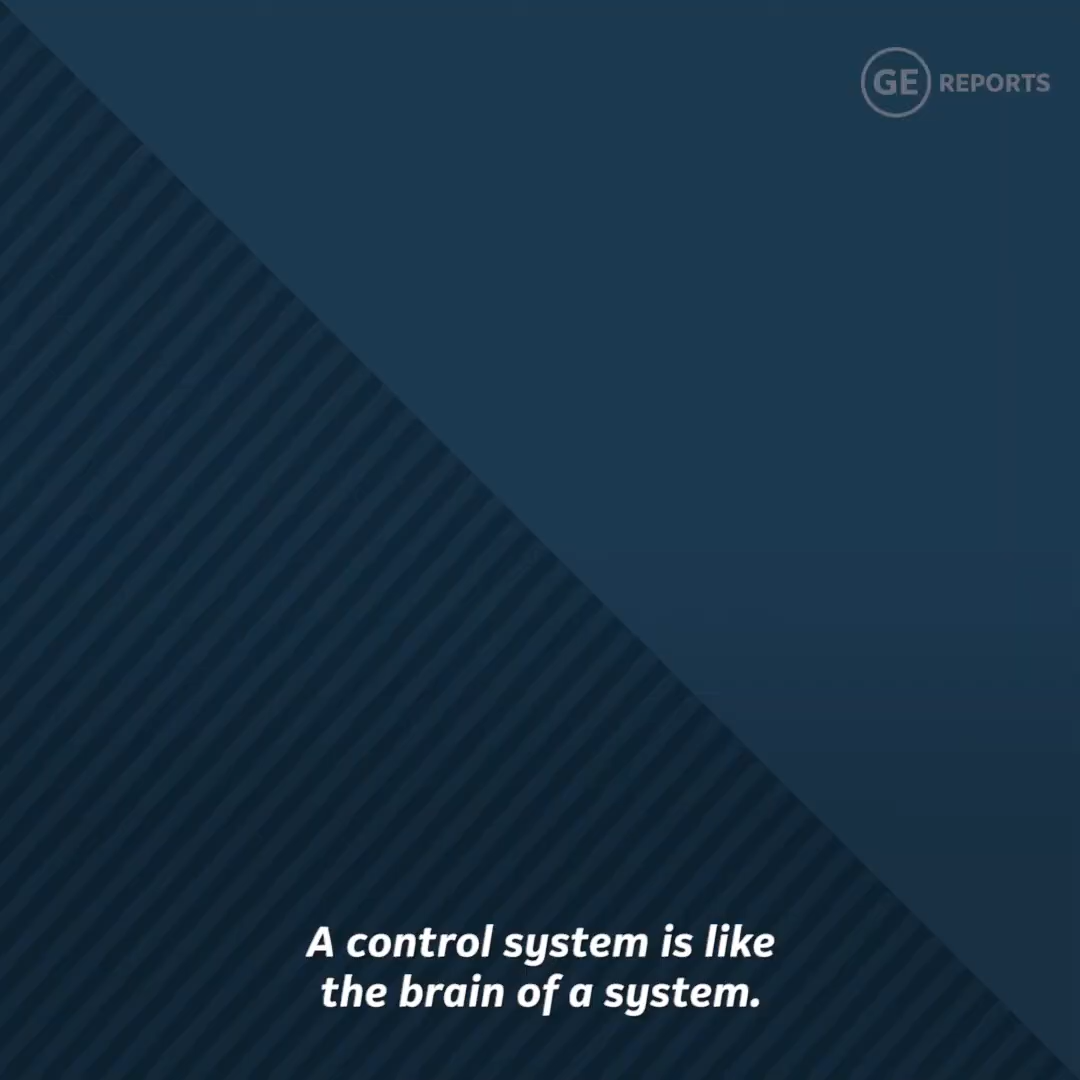 GE REPORTS
A control system is like
the brain of a system.